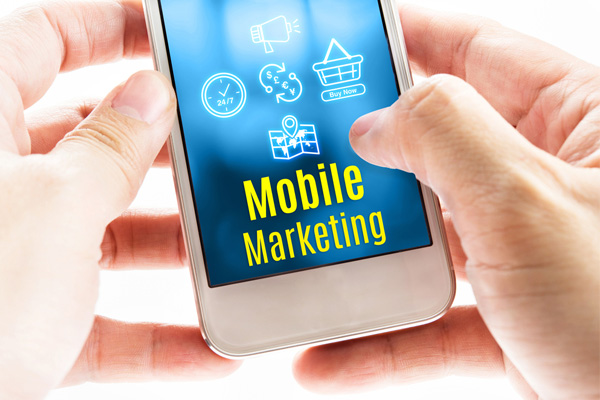 24/7
$ £
€ ¥
Buy Now
Mobile
Marketing